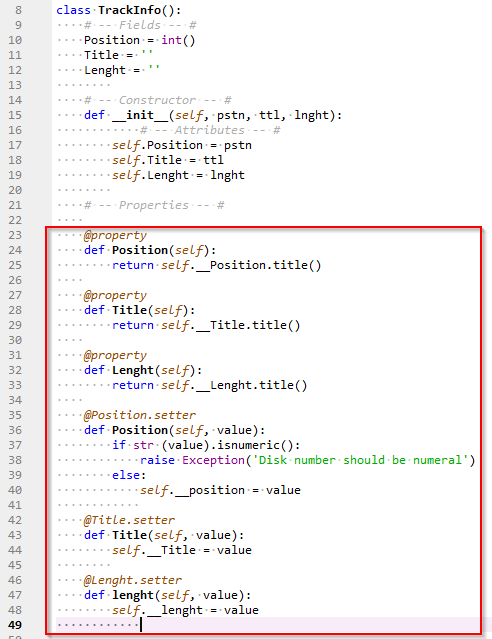 8 class TrackInfo():
9     # -- Fields -- #
10     Position = int()
11     Title = ''
12     Lenght = ''
13
14     # -- Constructor -- #
15     def __init__(self, pstn, ttl, lnght):
16             # -- Attributes -- #
17         self.Position = pstn
18         self.Title = ttl
19         self.Lenght = lnght
20
21     # -- Properties -- #
22
23     @property
24     def Position(self):
25         return self.__Position.title()
26
27     @property
28     def Title(self):
29         return self.__Title.title()
30
31     @property
32     def Lenght(self):
33         return self.__Lenght.title()
34
35     @Position.setter
36     def Position(self, value):
37         if str (value).isnumeric():
38             raise Exception('Disk number should be numeral')
39         else:
40             self.__position = value
41
42     @Title.setter
43     def Title(self, value):
44         self.__Title = value
45
46     @Lenght.setter
47     def lenght(self, value):
48         self.__lenght = value
49